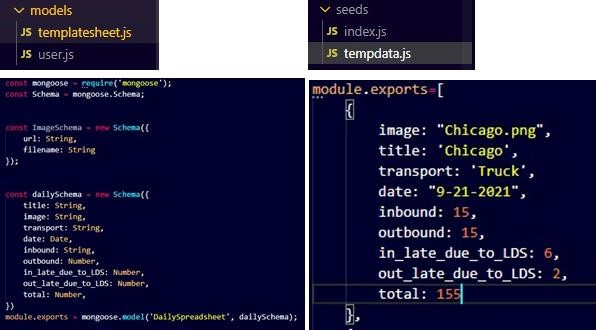 models
JS templatesheet.js
JS user.js
seeds
JS index.js
JS tempdata.js
const mongoose = require('mongoose');
const Schema = mongoose.Schema;
const ImageSchema = new Schema({
url: String,
filename: String
});
const dailySchema = new Schema({
title: String,
image: String,
transport: String,
date: Date,
inbound: String,
outbound: Number,
in_late_due_to_LDS: Number,
out_late_due_to_LDS: Number,
total: Number,
})
module.exports = mongoose.model('DailySpreadsheet', dailySchema);
module.exports=[
{
image: "Chicago.png",
title: 'Chicago',
transport: 'Truck',
date: "9-21-2021",
inbound: 15,
outbound: 15,
in_late_due_to_LDS: 6,
out_late_due_to_LDS: 2,
total: 155
},